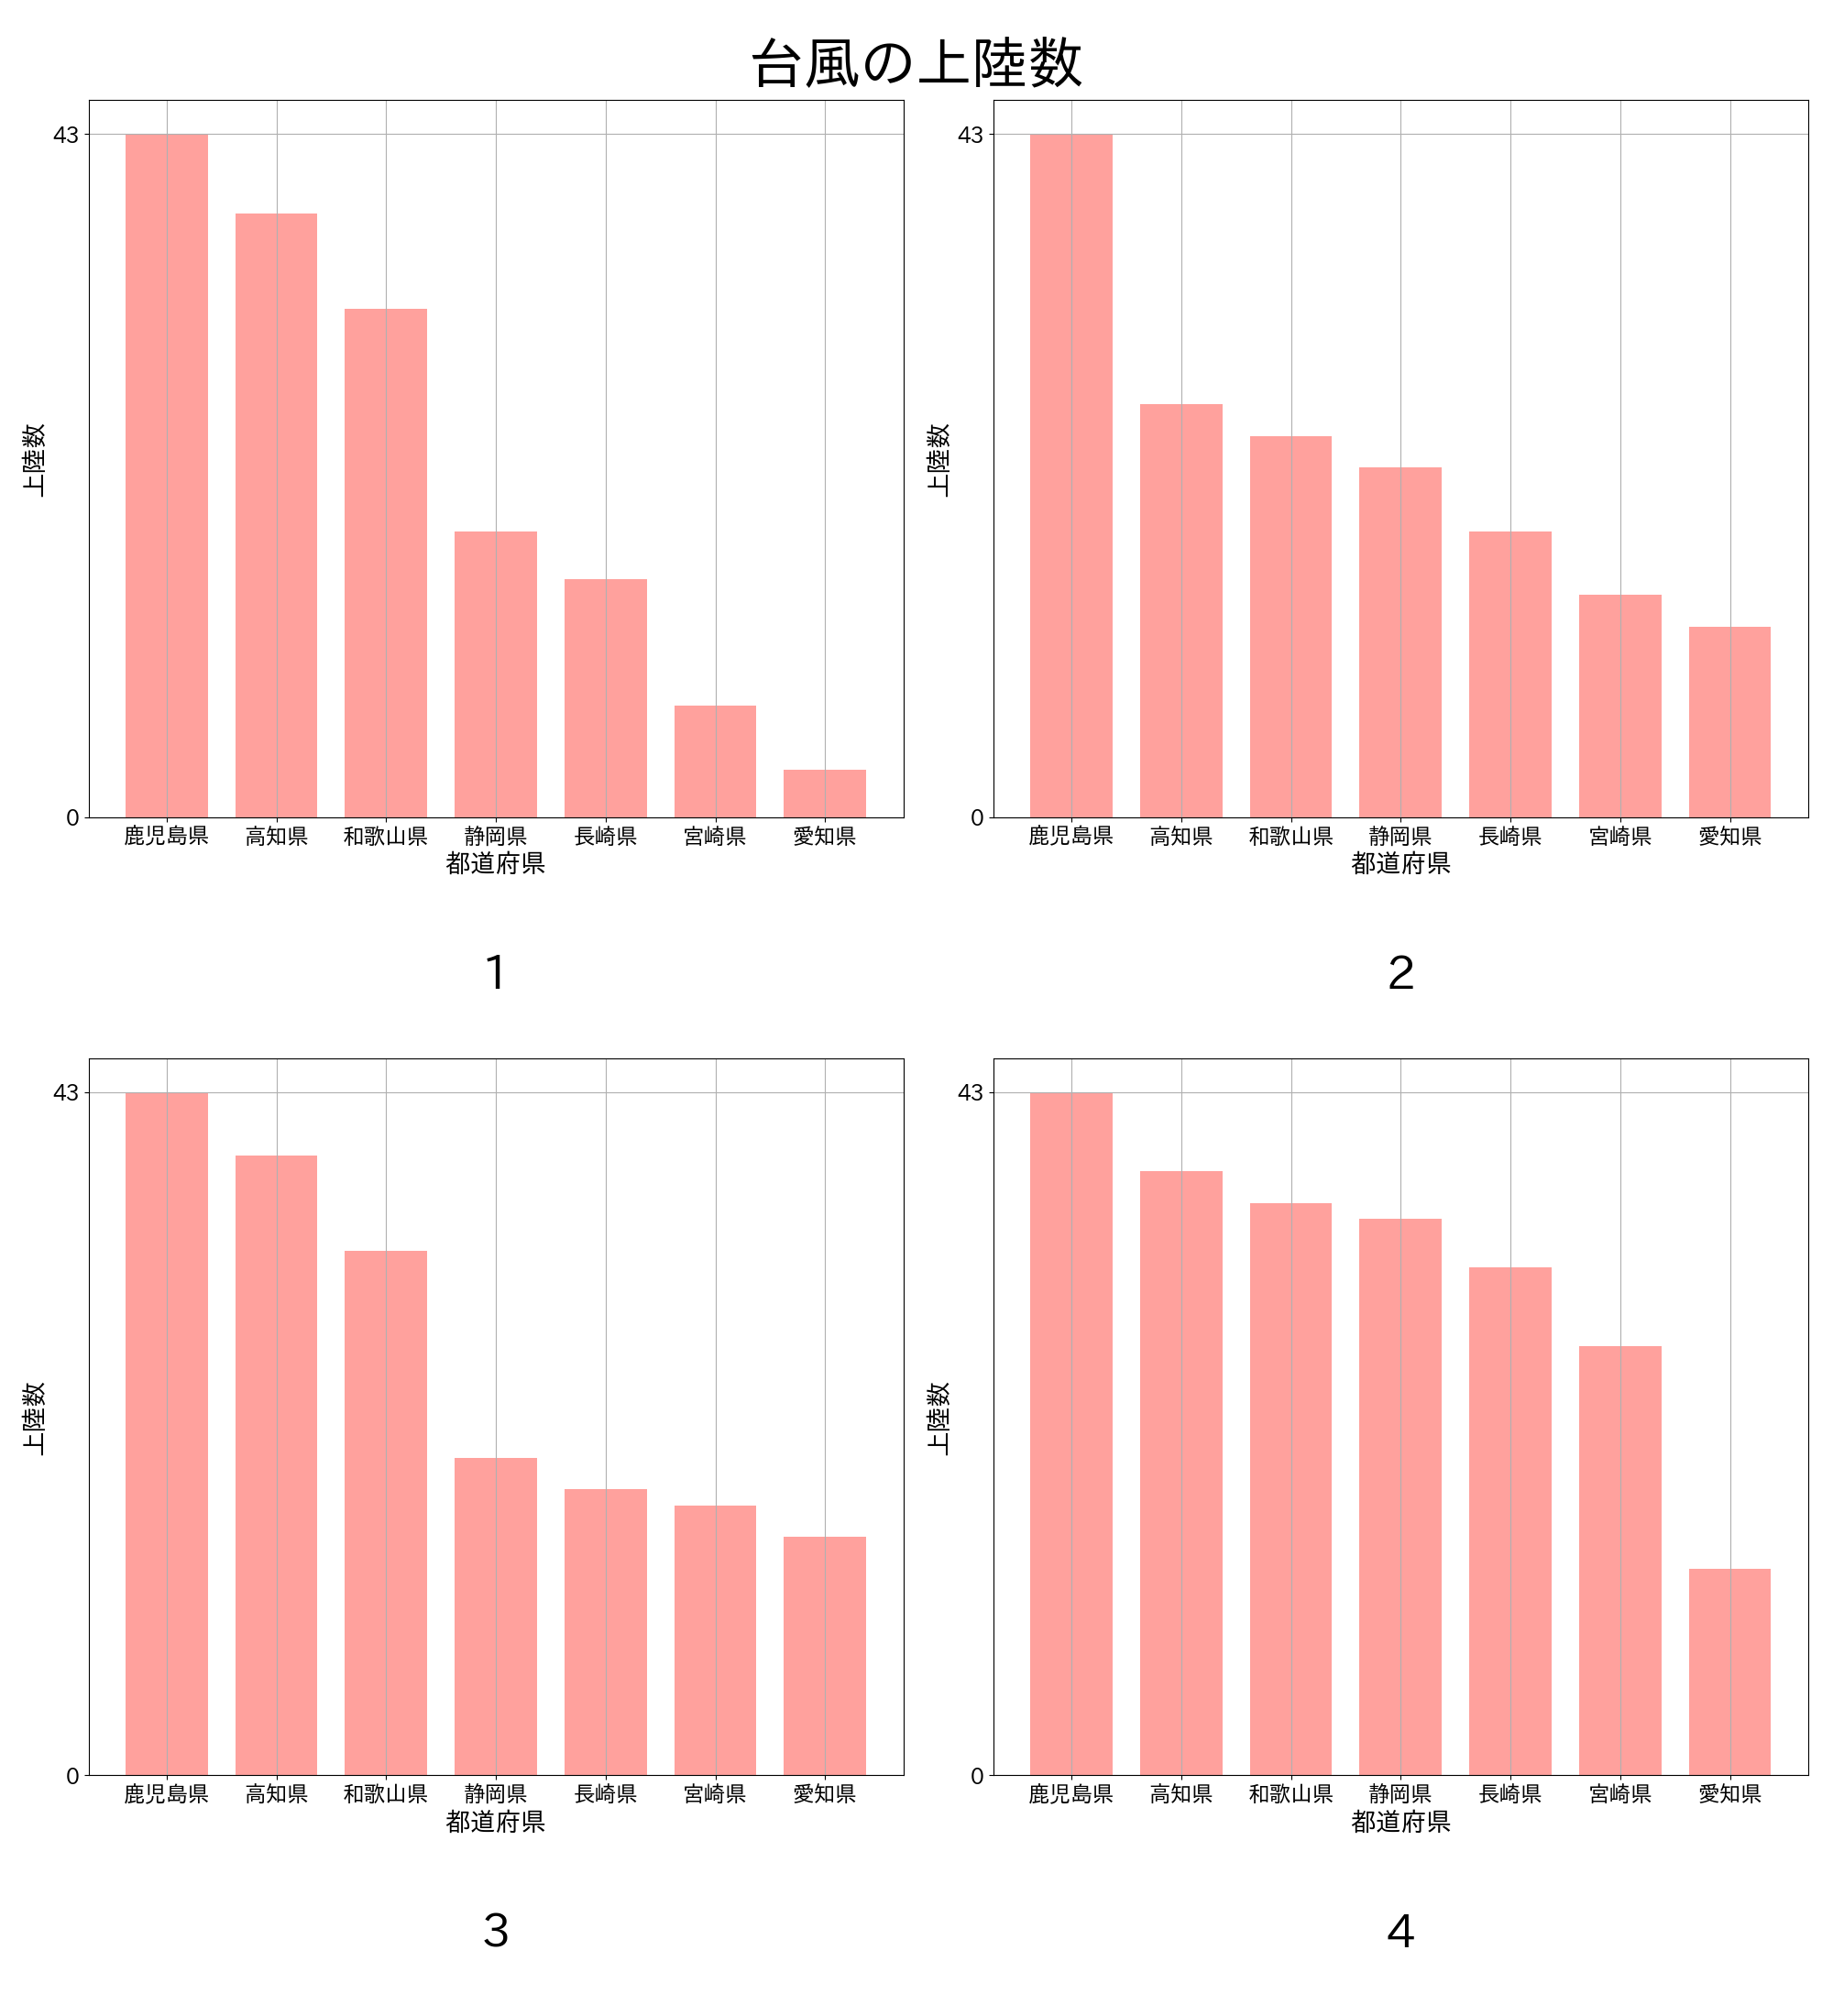 台風の上陸数
43
0
上陸数
鹿児島県 高知県 和歌山県 静岡県 長崎県 宮崎県 愛知県
都道府県
1
43
0
上陸数
鹿児島県 高知県 和歌山県 静岡県 長崎県 宮崎県 愛知県
都道府県
2
43
0
上陸数
鹿児島県 高知県 和歌山県 静岡県 長崎県 宮崎県 愛知県
都道府県
3
43
0
上陸数
鹿児島県 高知県 和歌山県 静岡県 長崎県 宮崎県 愛知県
都道府県
4